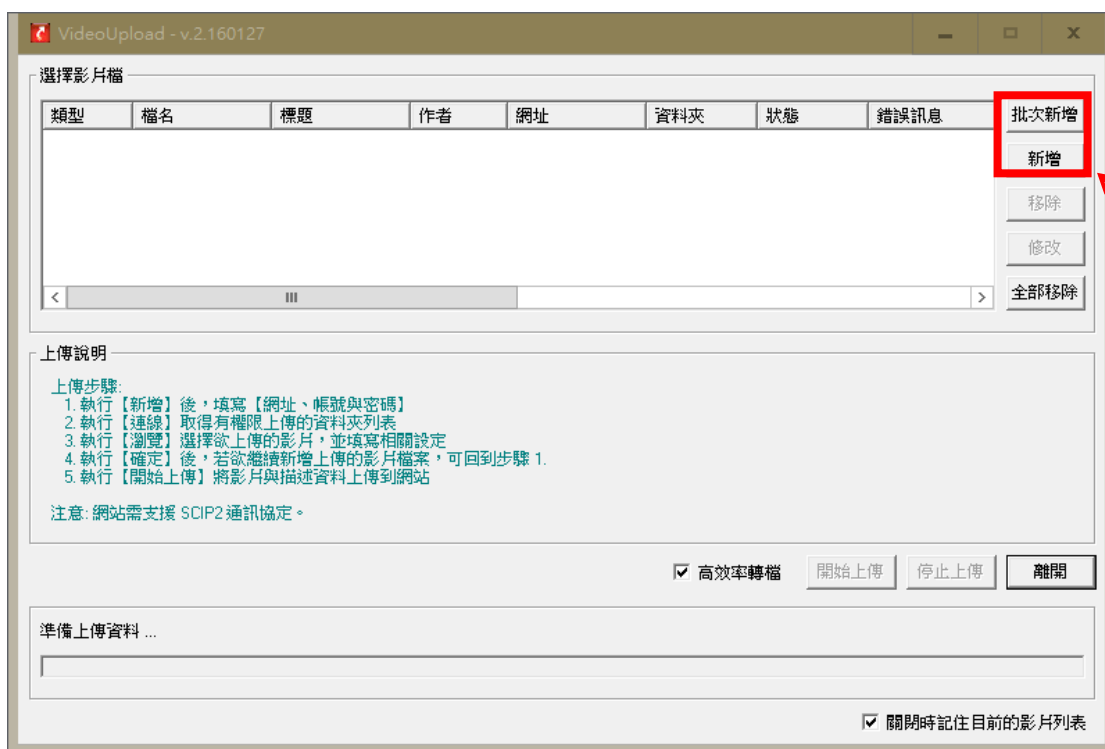 VideoUpload - v.2.160127
選擇影片檔
類型 檔名 標題 作者 網址 資料夾 狀態 錯誤訊息
批次新增
新增
移除
修改
全部移除
上傳說明
上傳步驟:
1. 執行【新增】後，填寫【網址、帳號與密碼】
2. 執行【連線】取得有權限上傳的資料夾列表
3. 執行【瀏覽】選擇欲上傳的影片，並填寫相關設定
4. 執行【確定】後，若欲繼續新增上傳的影片檔案，可回到步驟 1.
5. 執行【開始上傳】將影片與描述資料上傳到網站
注意: 網站需支援 SCIP2 通訊協定。
高效率轉檔 開始上傳 停止上傳 離開
準備上傳資料 ...
關閉時記住目前的影片列表